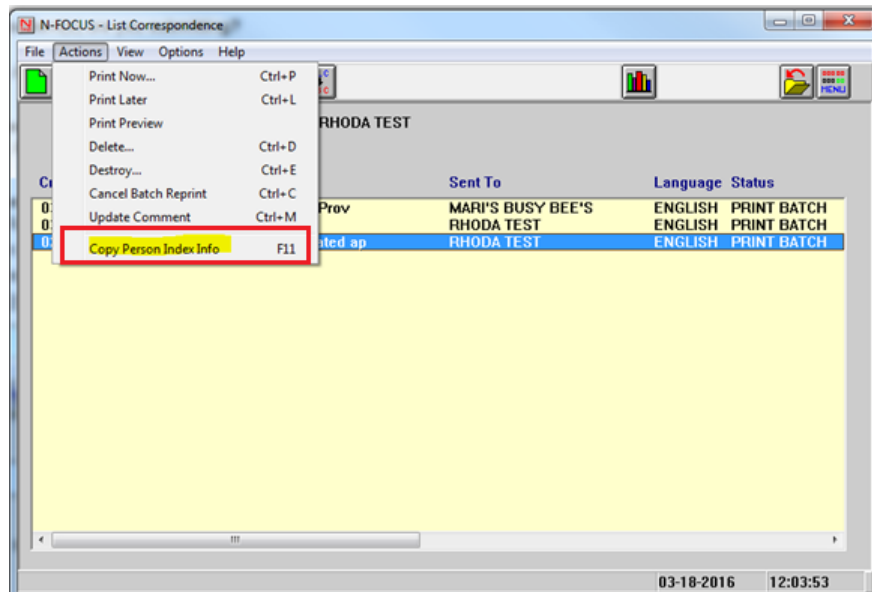 N-FOCUS - List Correspondence
File Actions View Options Help
Print Now... Ctrl+P
Print Later Ctrl+L
Print Preview
Delete... Ctrl+D
Destroy... Ctrl+E
Cancel Batch Reprint Ctrl+C
Update Comment Ctrl+M
Copy Person Index Info F11
MENU
RHODA TEST
Sent To Language Status
Prov MARI'S BUSY BEE'S ENGLISH PRINT BATCH
RHODA TEST ENGLISH PRINT BATCH
ated ap RHODA TEST ENGLISH PRINT BATCH
03-18-2016 12:03:53